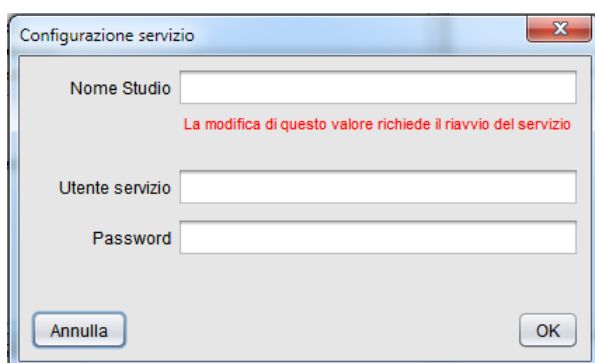 Configurazione servizio
Nome Studio
La modifica di questo valore richiede il riavvio del servizio
Utente servizio
Password
Annulla
OK